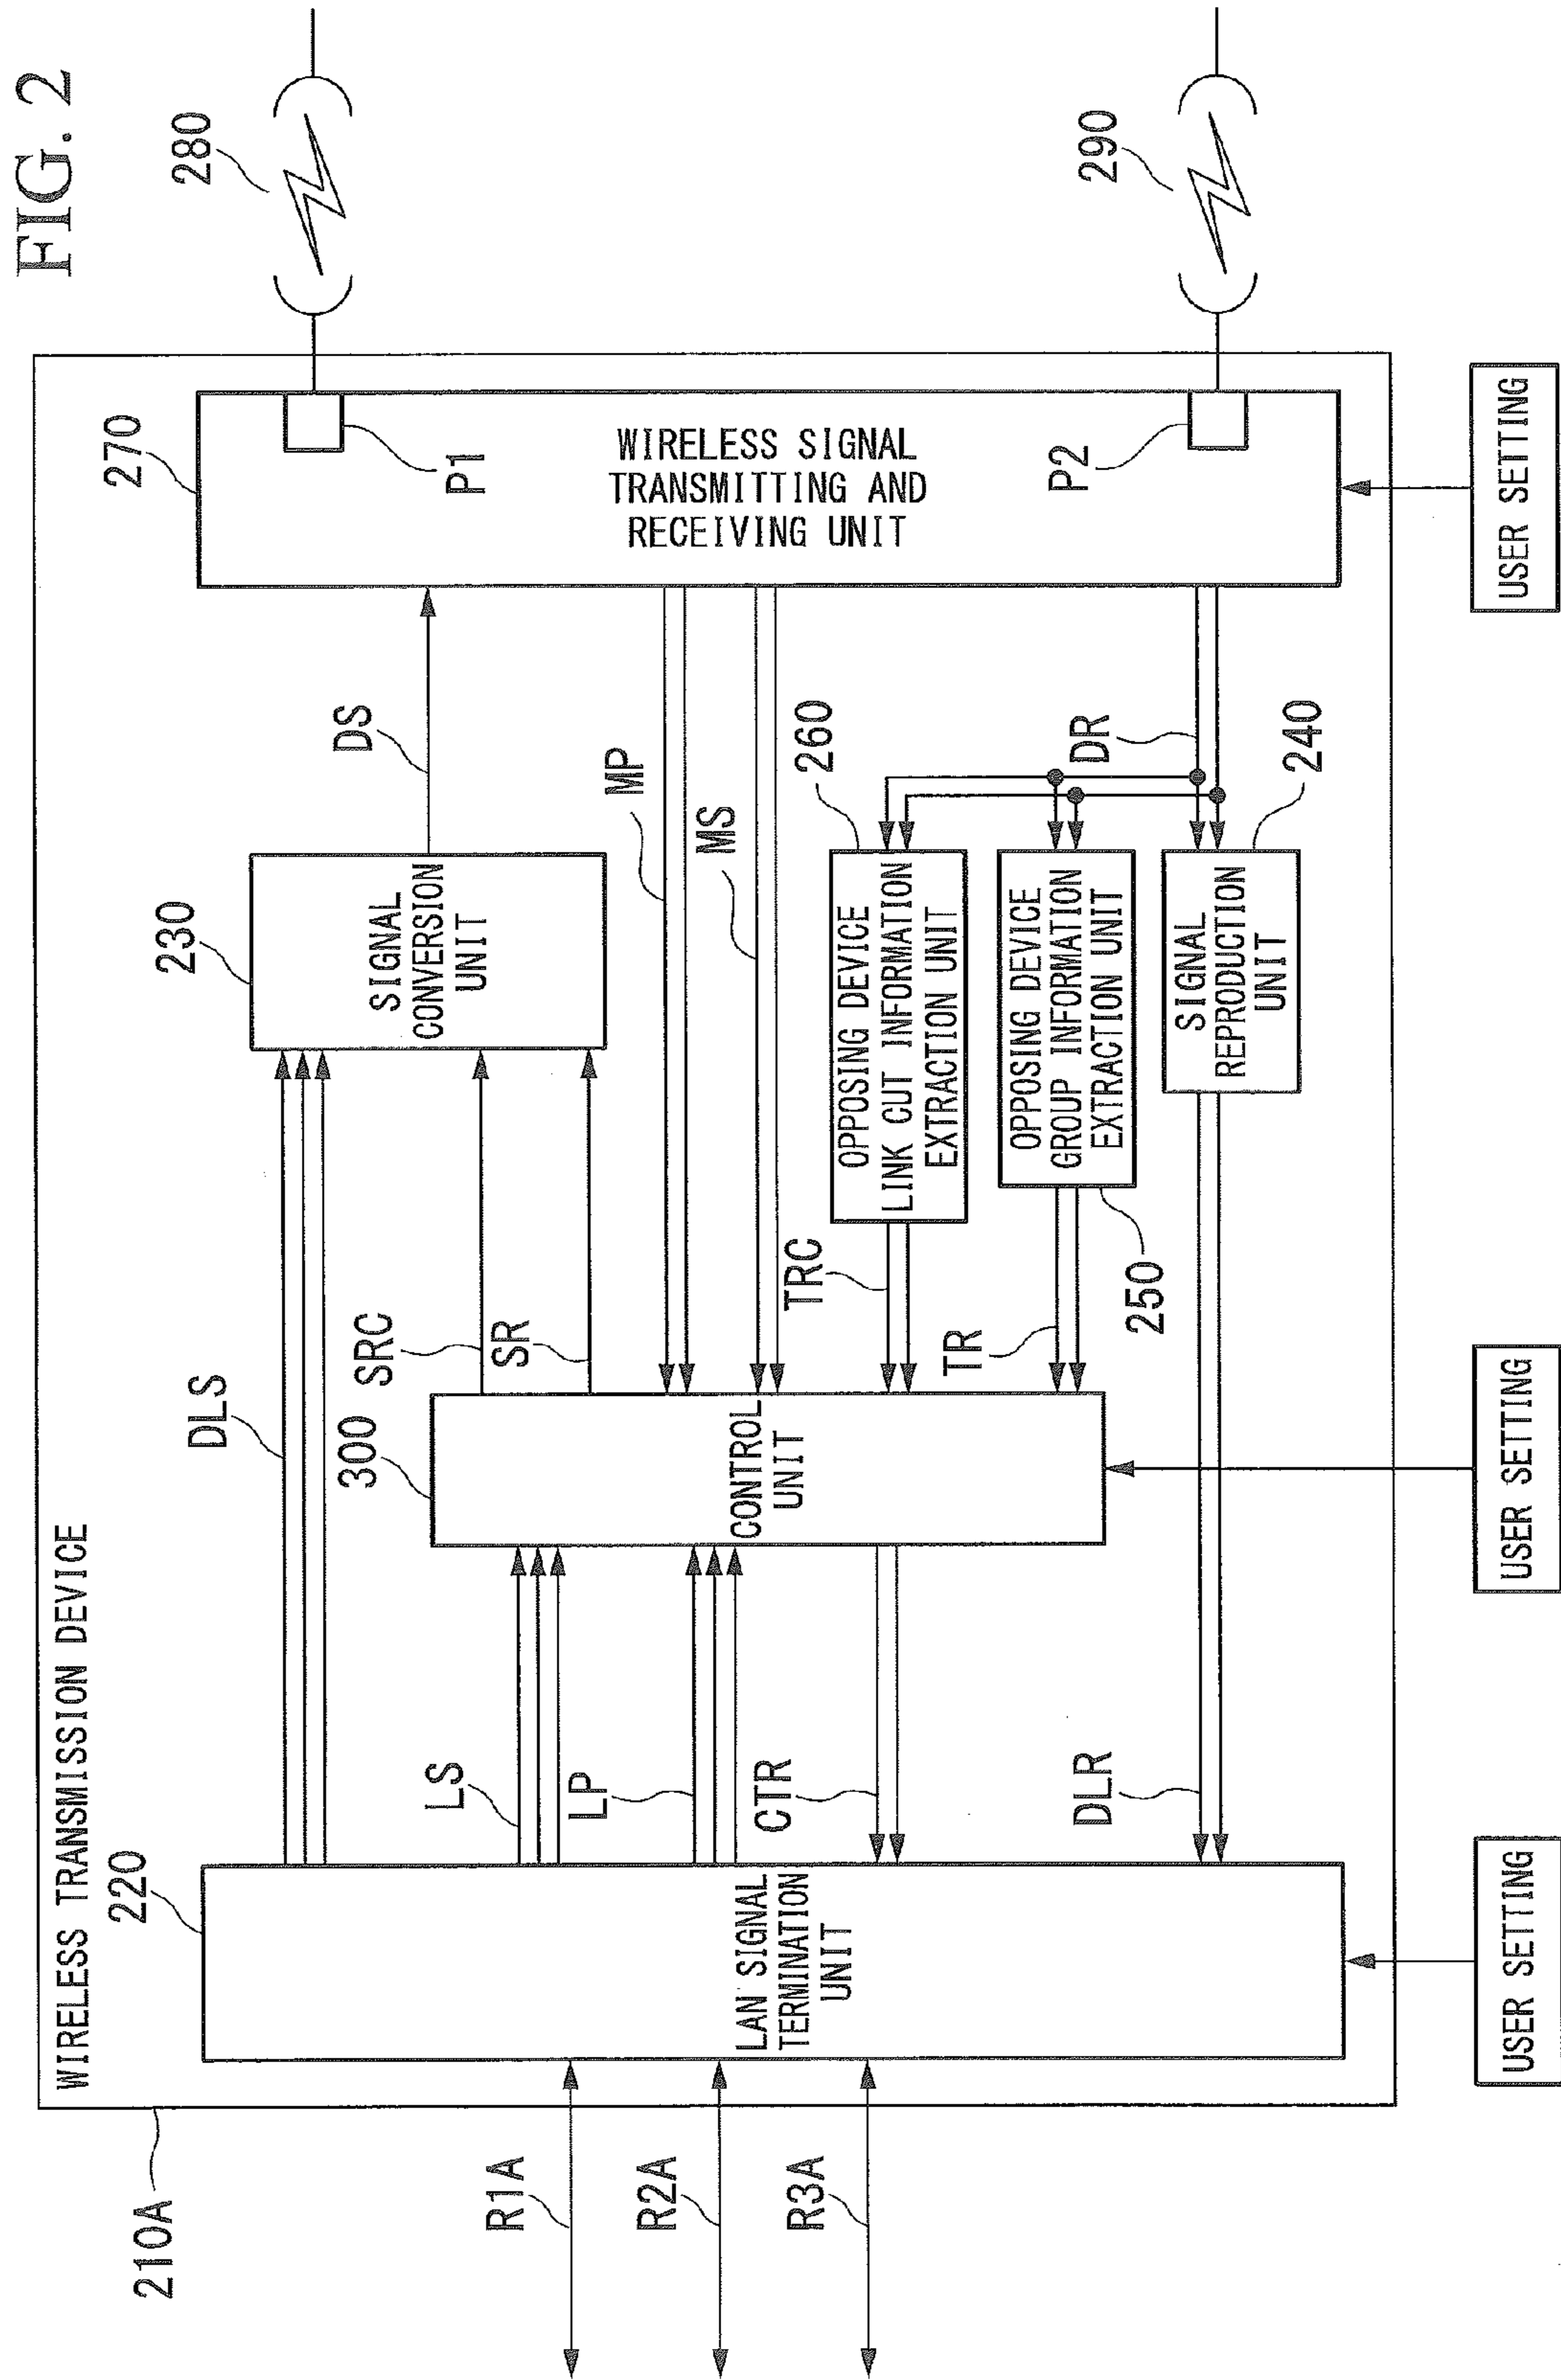 FIG. 2
WIRELESS TRANSMISSION DEVICE
210A
R1A
R2A
R3A
220
LAN SIGNAL
TERMINATION
UNIT
DLS
LS
LP
CTR
DLR
300
CONTROL
UNIT
SRC
SR
230
SIGNAL
CONVERSION
UNIT
DS
MP
MS
TRC
TR
260
OPPOSING DEVICE
LINK CUT INFORMATION
EXTRACTION UNIT
OPPOSING DEVICE
GROUP INFORMATION
EXTRACTION UNIT
250
SIGNAL
REPRODUCTION
UNIT
240
DR
270
P1
WIRELESS SIGNAL
TRANSMITTING AND
RECEIVING UNIT
P2
280
290
USER SETTING
USER SETTING
USER SETTING